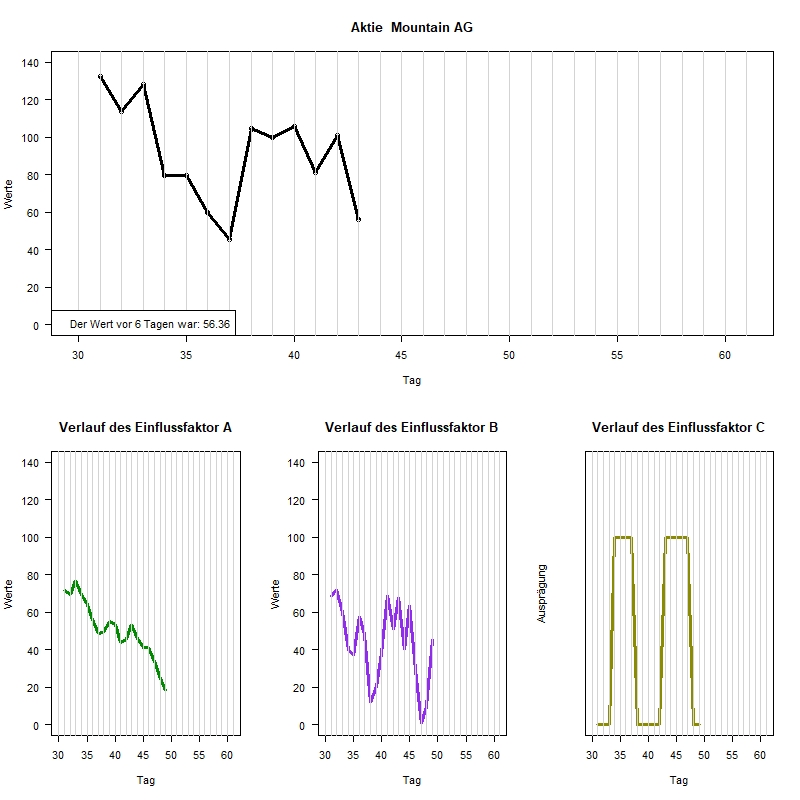 Aktie  Mountain AG
Werte
140
120
100
80
60
40
20
0
Der Wert vor 6 Tagen war: 56.36
30 35 40 45 50 55 60
Tag
Verlauf des Einflussfaktor A
Werte
140
120
100
80
60
40
20
0
30 35 40 45 50 55 60
Tag
Verlauf des Einflussfaktor B
Werte
140
120
100
80
60
40
20
0
30 35 40 45 50 55 60
Tag
Verlauf des Einflussfaktor C
Ausprägung
30 35 40 45 50 55 60
Tag